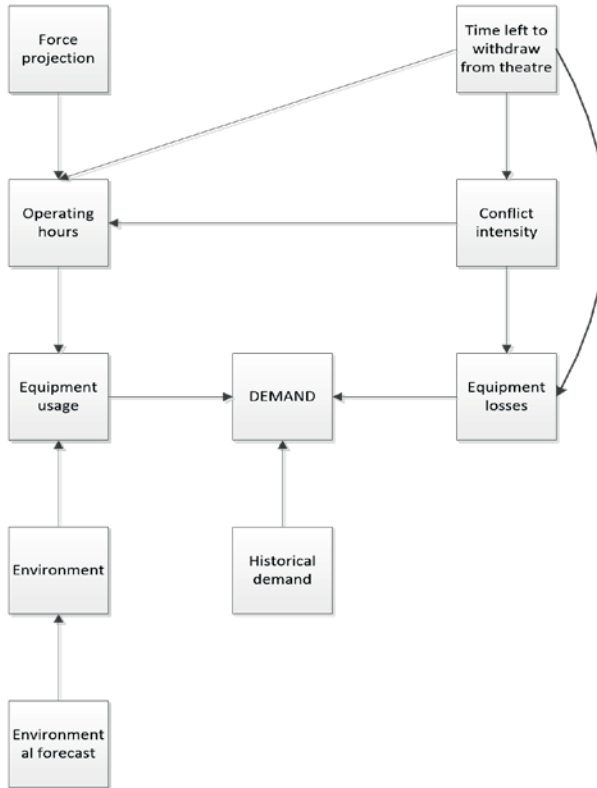 Force
projection
Time left to
withdraw
from theatre
Operating
hours
Conflict
intensity
Equipment
usage
DEMAND
Equipment
losses
Environment
Historical
demand
Environment
al forecast